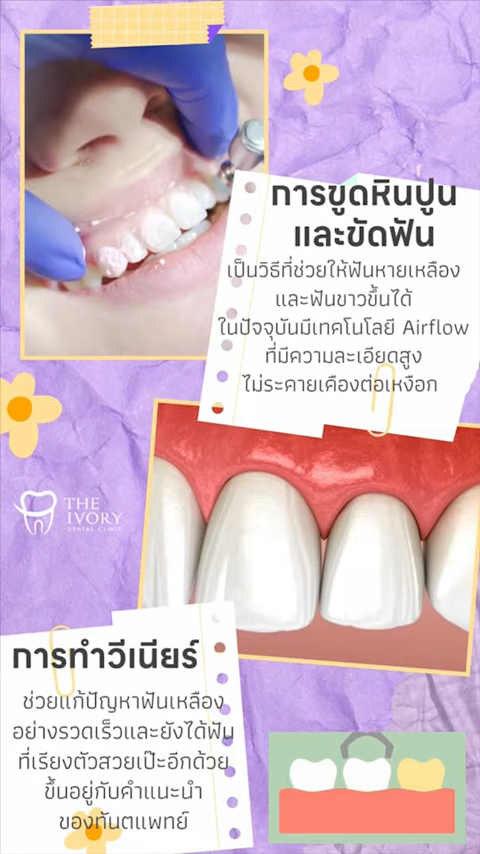 การขูดหินปูน
และขัดฟัน
เป็นวิธีที่ช่วยให้ฟันหายเหลือง
และฟันขาวขึ้นได้
ในปัจจุบันมีเทคโนโลยี Airflow
ที่มีความละเอียดสูง
ไม่ระคายเคืองต่อเหงือก
THE
IVORY
DENTAL CLINIC
การทำวีเนียร์
ช่วยแก้ปัญหาฟันเหลือง
อย่างรวดเร็วและยังได้ฟัน
ที่เรียงตัวสวยเป๊ะอีกด้วย
ขึ้นอยู่กับคำแนะนำ
ของทันตแพทย์